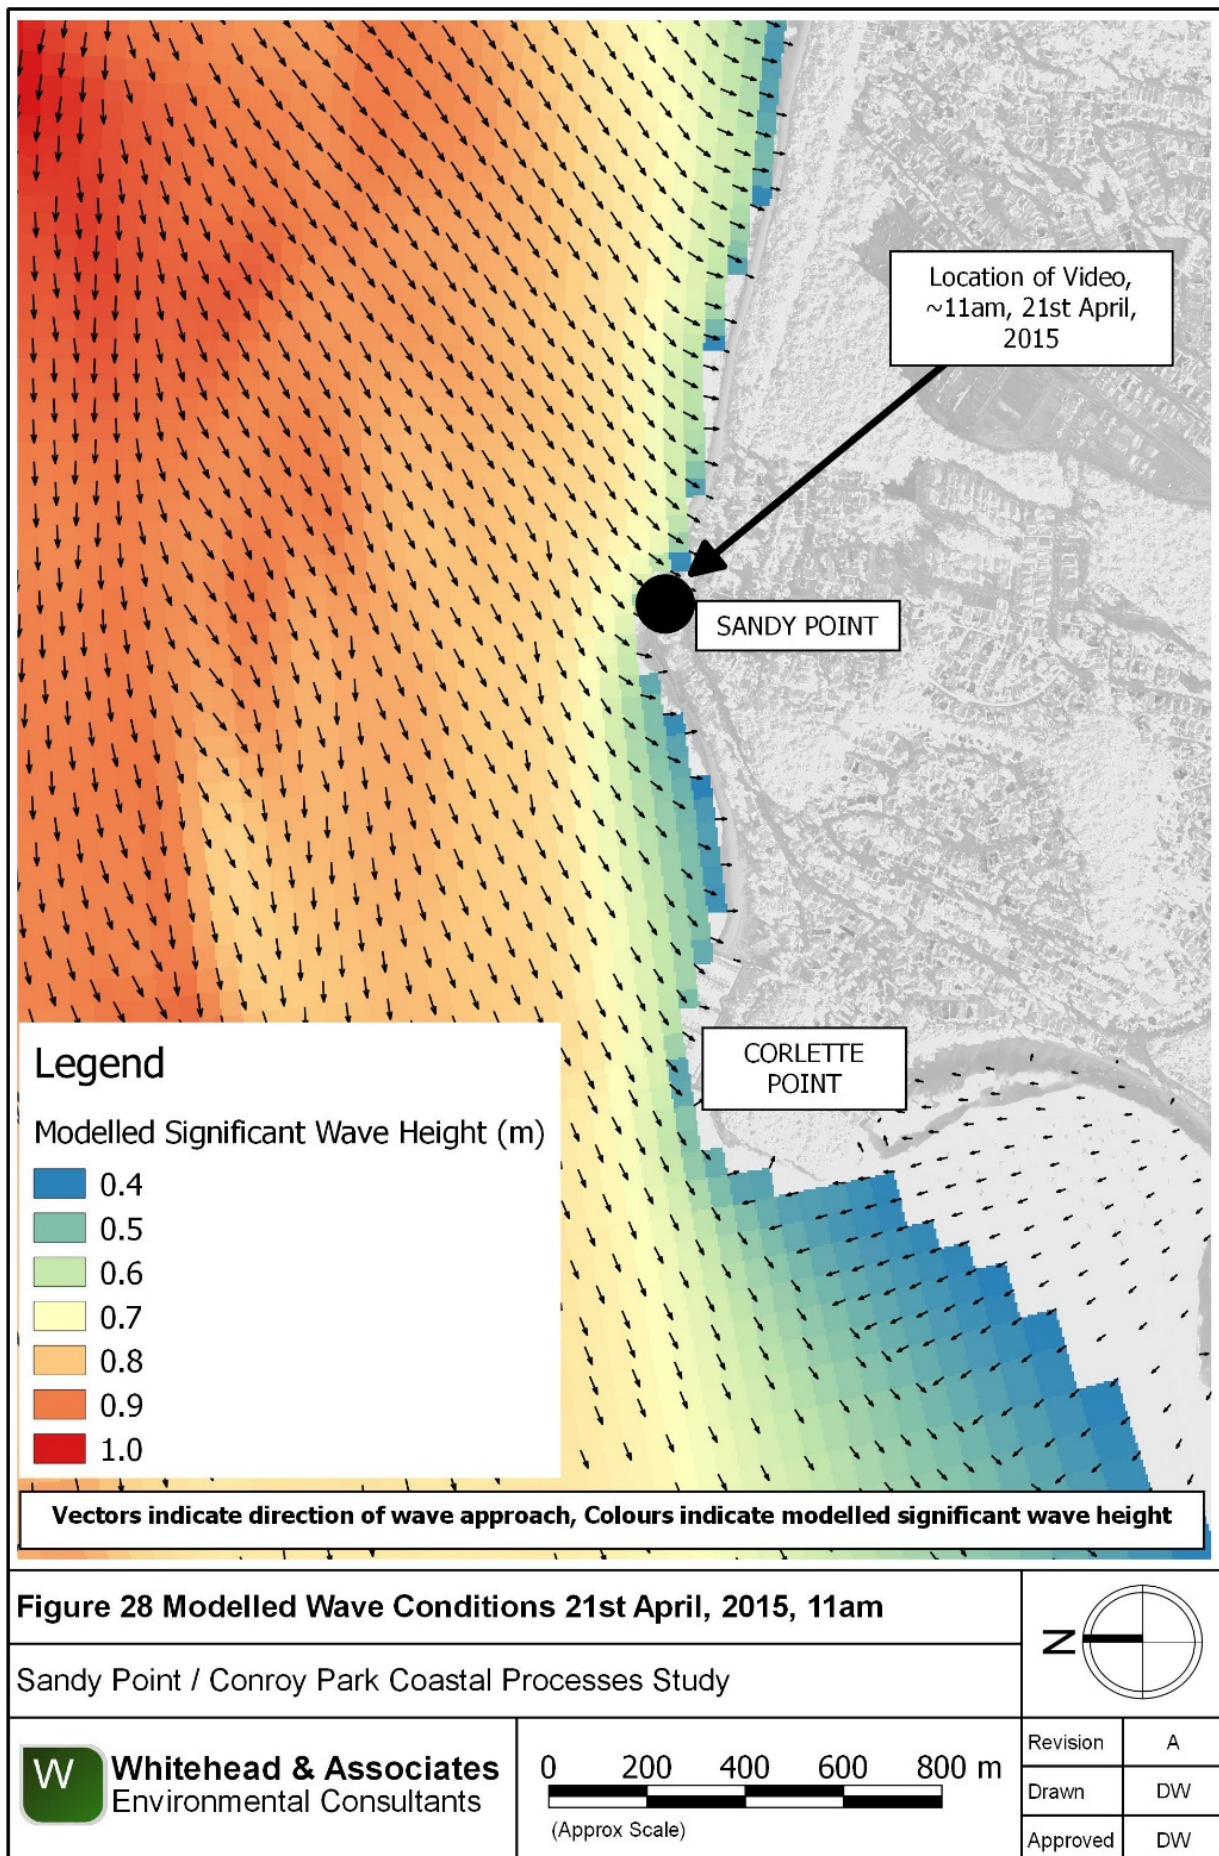 Location of Video,
~11am, 21st April,
2015
SANDY POINT
CORLETTE
POINT
Legend
Modelled Significant Wave Height (m)
0.4
0.5
0.6
0.7
0.8
0.9
1.0
Vectors indicate direction of wave approach, Colours indicate modelled significant wave height
Figure 28 Modelled Wave Conditions 21st April, 2015, 11am
Sandy Point / Conroy Park Coastal Processes Study
N
W
Whitehead & Associates
Environmental Consultants
0 200 400 600 800 m
(Approx Scale)
Revision A
Drawn DW
Approved DW